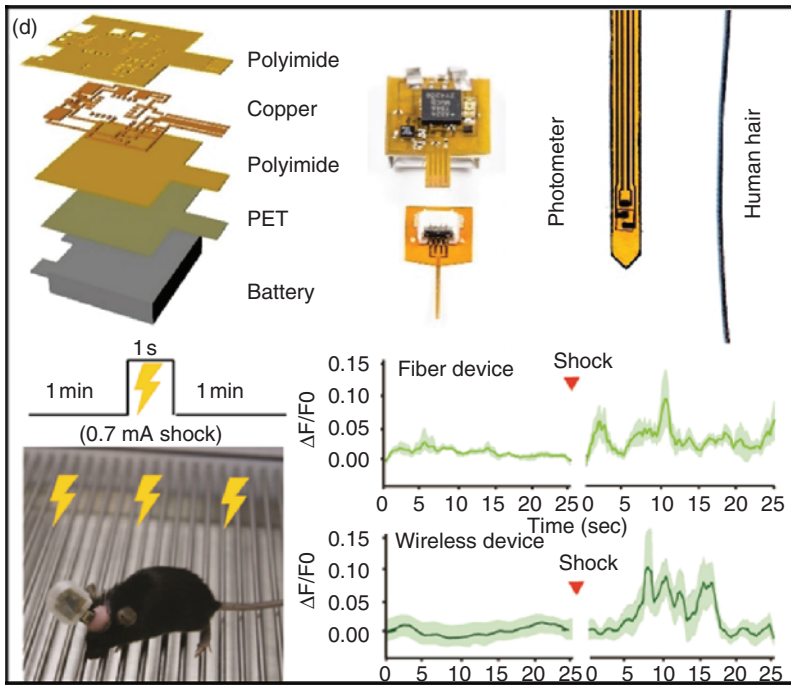 (d)
Polyimide
Copper
Polyimide
PET
Battery
Photometer
Human hair
1 s
1 min
1 min
(0.7 mA shock)
Fiber device
Shock
ΔF/F0
0.15
0.10
0.05
0.00
0 5 10 15 20 25 0 5 10 15 20 25
Time (sec)
Wireless device
Shock
ΔF/F0
0.15
0.10
0.05
0.00
0 5 10 15 20 25 0 5 10 15 20 25